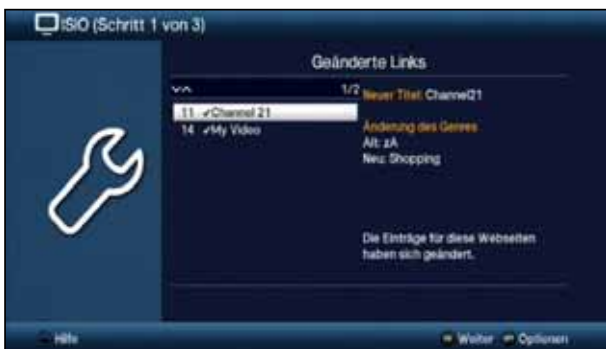 ISIO (Schritt 1 von 3)
Geänderte Links
1/2
11 ✔Channel 21
14 ✔My Video
Neuer Titel: Channel21
Änderung des Genres
Alt: zA
Neu: Shopping
Die Einträge für diese Webseiten
haben sich geändert.
Hilfe
Weiter
Optionen